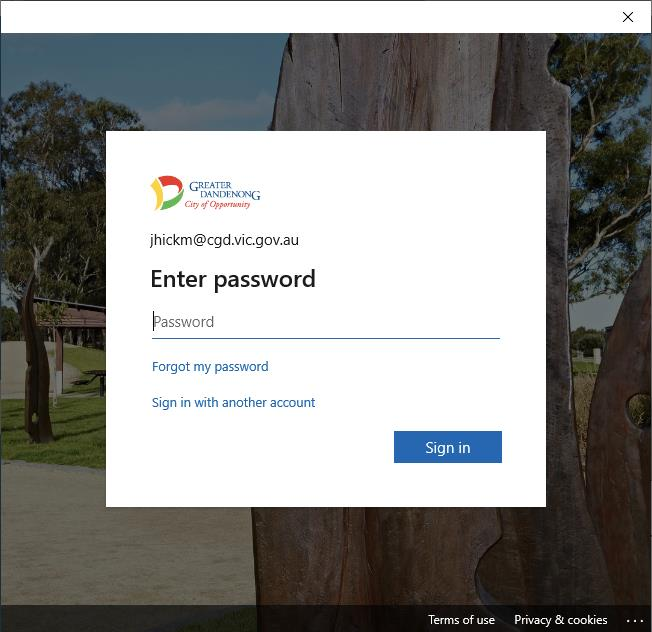 GREATER
DANDENONG
City of Opportunity
jhickm@cgd.vic.gov.au
Enter password
Password
Forgot my password
Sign in with another account
Sign in
Terms of use Privacy & cookies ...